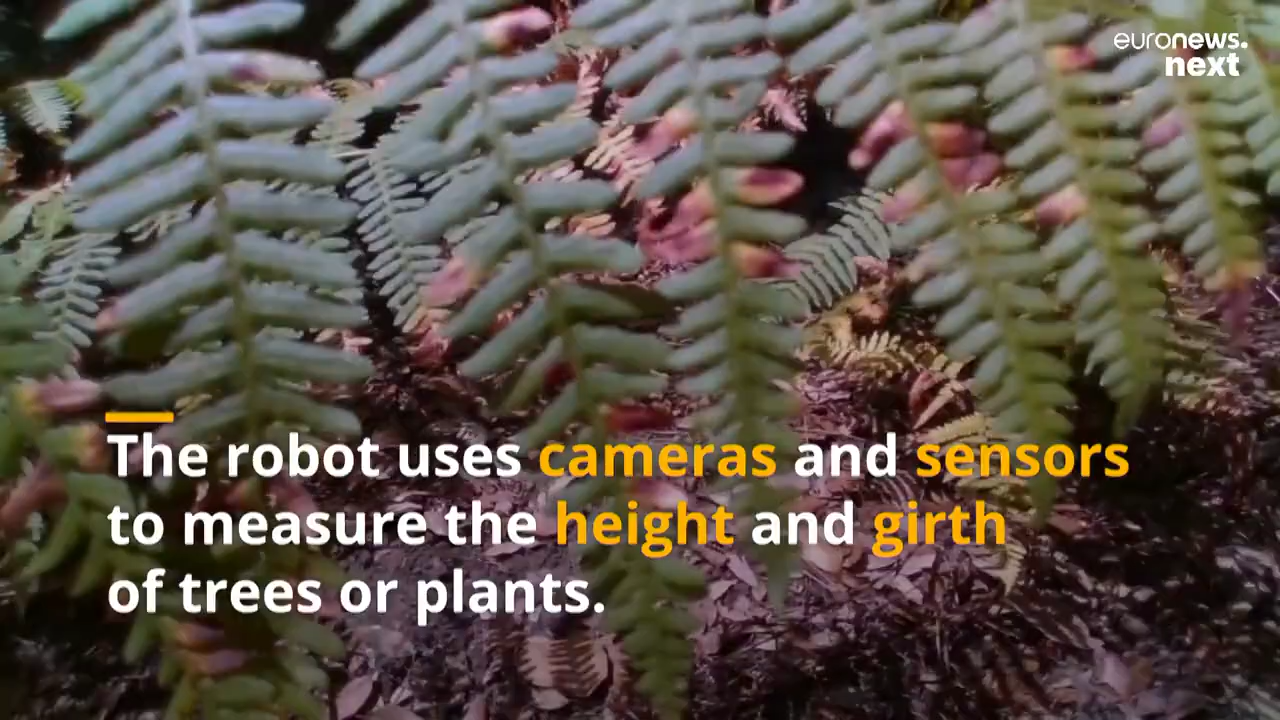 euronews.
next
The robot uses cameras and sensors
to measure the height and girth
of trees or plants.